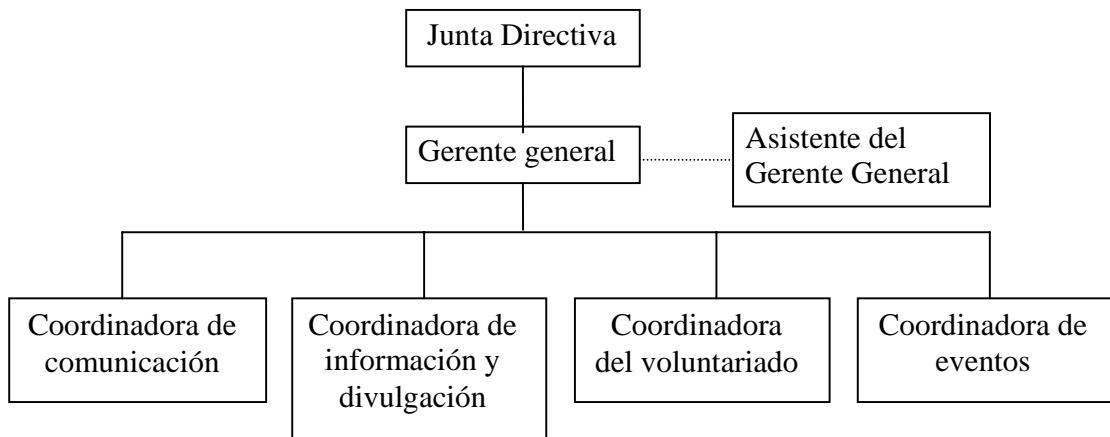 Junta Directiva
Gerente general
Asistente del
Gerente General
Coordinadora de
comunicación
Coordinadora de
información y
divulgación
Coordinadora
del voluntariado
Coordinadora de
eventos